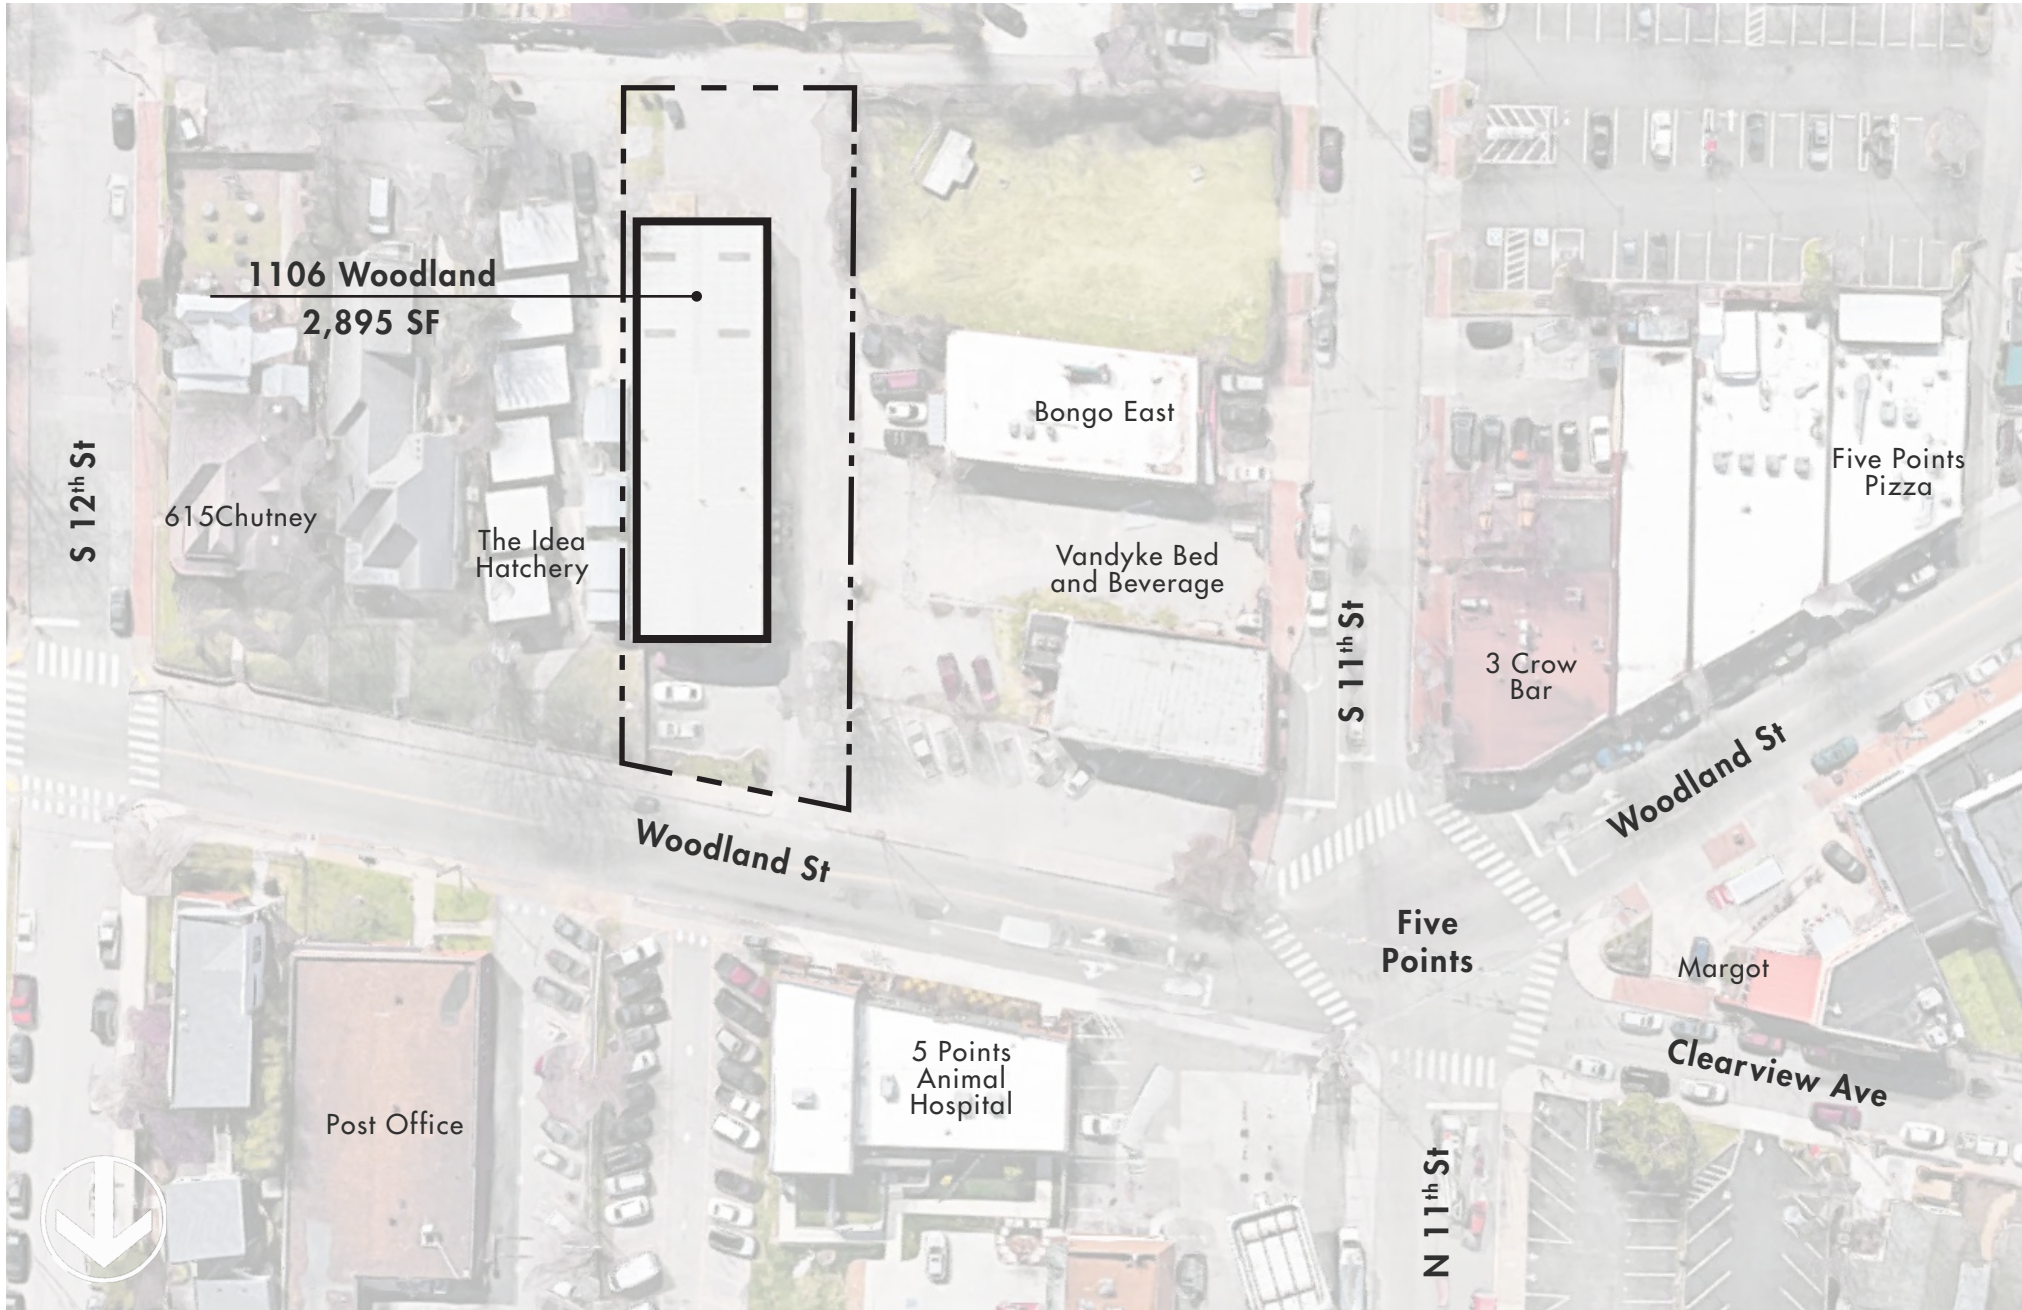 1106 Woodland
2,895 SF
S 12th St
615Chutney
The Idea
Hatchery
Bongo East
Vandyke Bed
and Beverage
S 11th St
Five Points
Pizza
3 Crow
Bar
Woodland St
Woodland St
Five
Points
Margot
Clearview Ave
5 Points
Animal
Hospital
Post Office
N 11th St